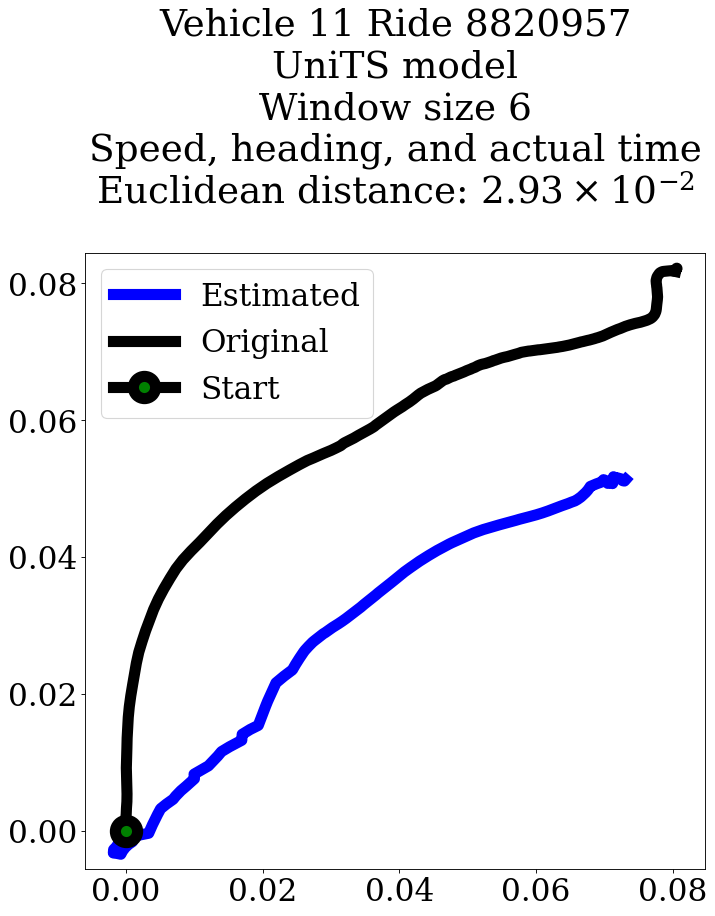 Vehicle 11 Ride 8820957
UniTS model
Window size 6
Speed, heading, and actual time
Euclidean distance: 2.93 × 10⁻²
Estimated
Original
Start
0.08
0.06
0.04
0.02
0.00
0.00 0.02 0.04 0.06 0.08